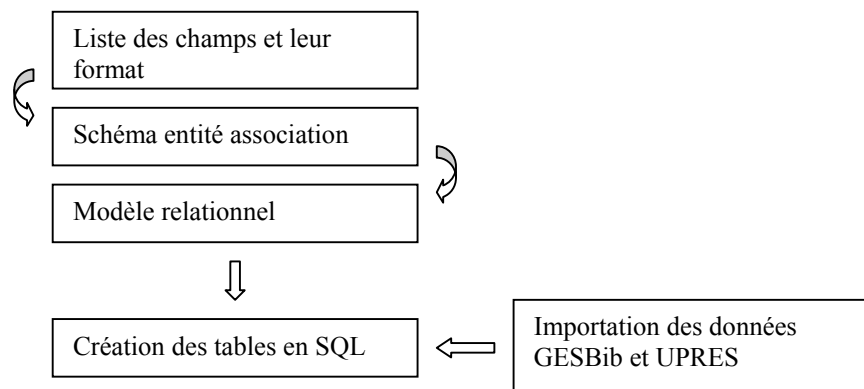 Liste des champs et leur
format
Schéma entité association
Modèle relationnel
Création des tables en SQL
Importation des données
GESBib et UPRES